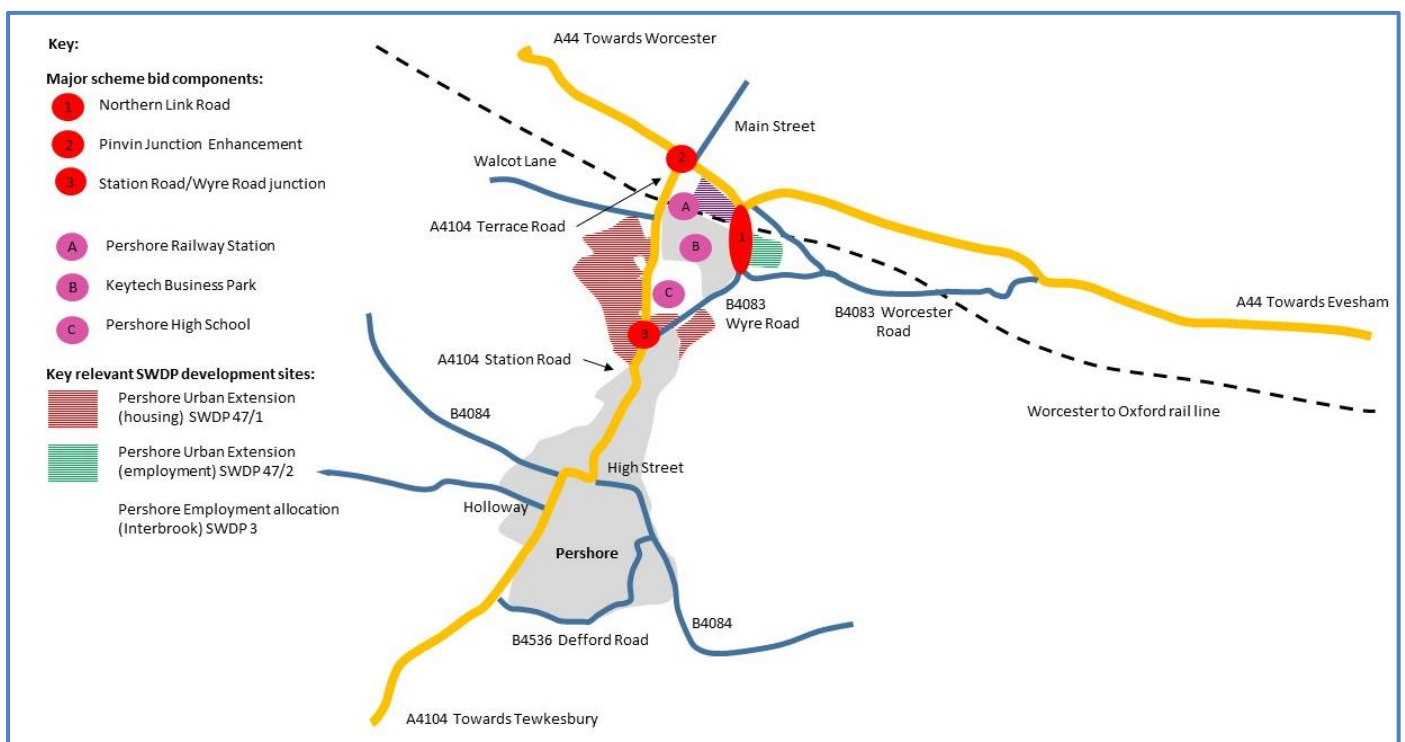 Key:
Major scheme bid components:
1 Northern Link Road
2 Pinvin Junction Enhancement
3 Station Road/Wyre Road junction
A Pershore Railway Station
B Keytech Business Park
C Pershore High School
Key relevant SWDP development sites:
Pershore Urban Extension
(housing) SWDP 47/1
Pershore Urban Extension
(employment) SWDP 47/2
Pershore Employment allocation
(Interbrook) SWDP 3
A44 Towards Worcester
Main Street
2
Walcot Lane
A
A4104 Terrace Road
1
B
C
B4083
Wyre Road
B4083 Worcester
Road
A44 Towards Evesham
3
A4104 Station Road
Worcester to Oxford rail line
B4084
High Street
Holloway
Pershore
B4084
B4536 Defford Road
A4104 Towards Tewkesbury